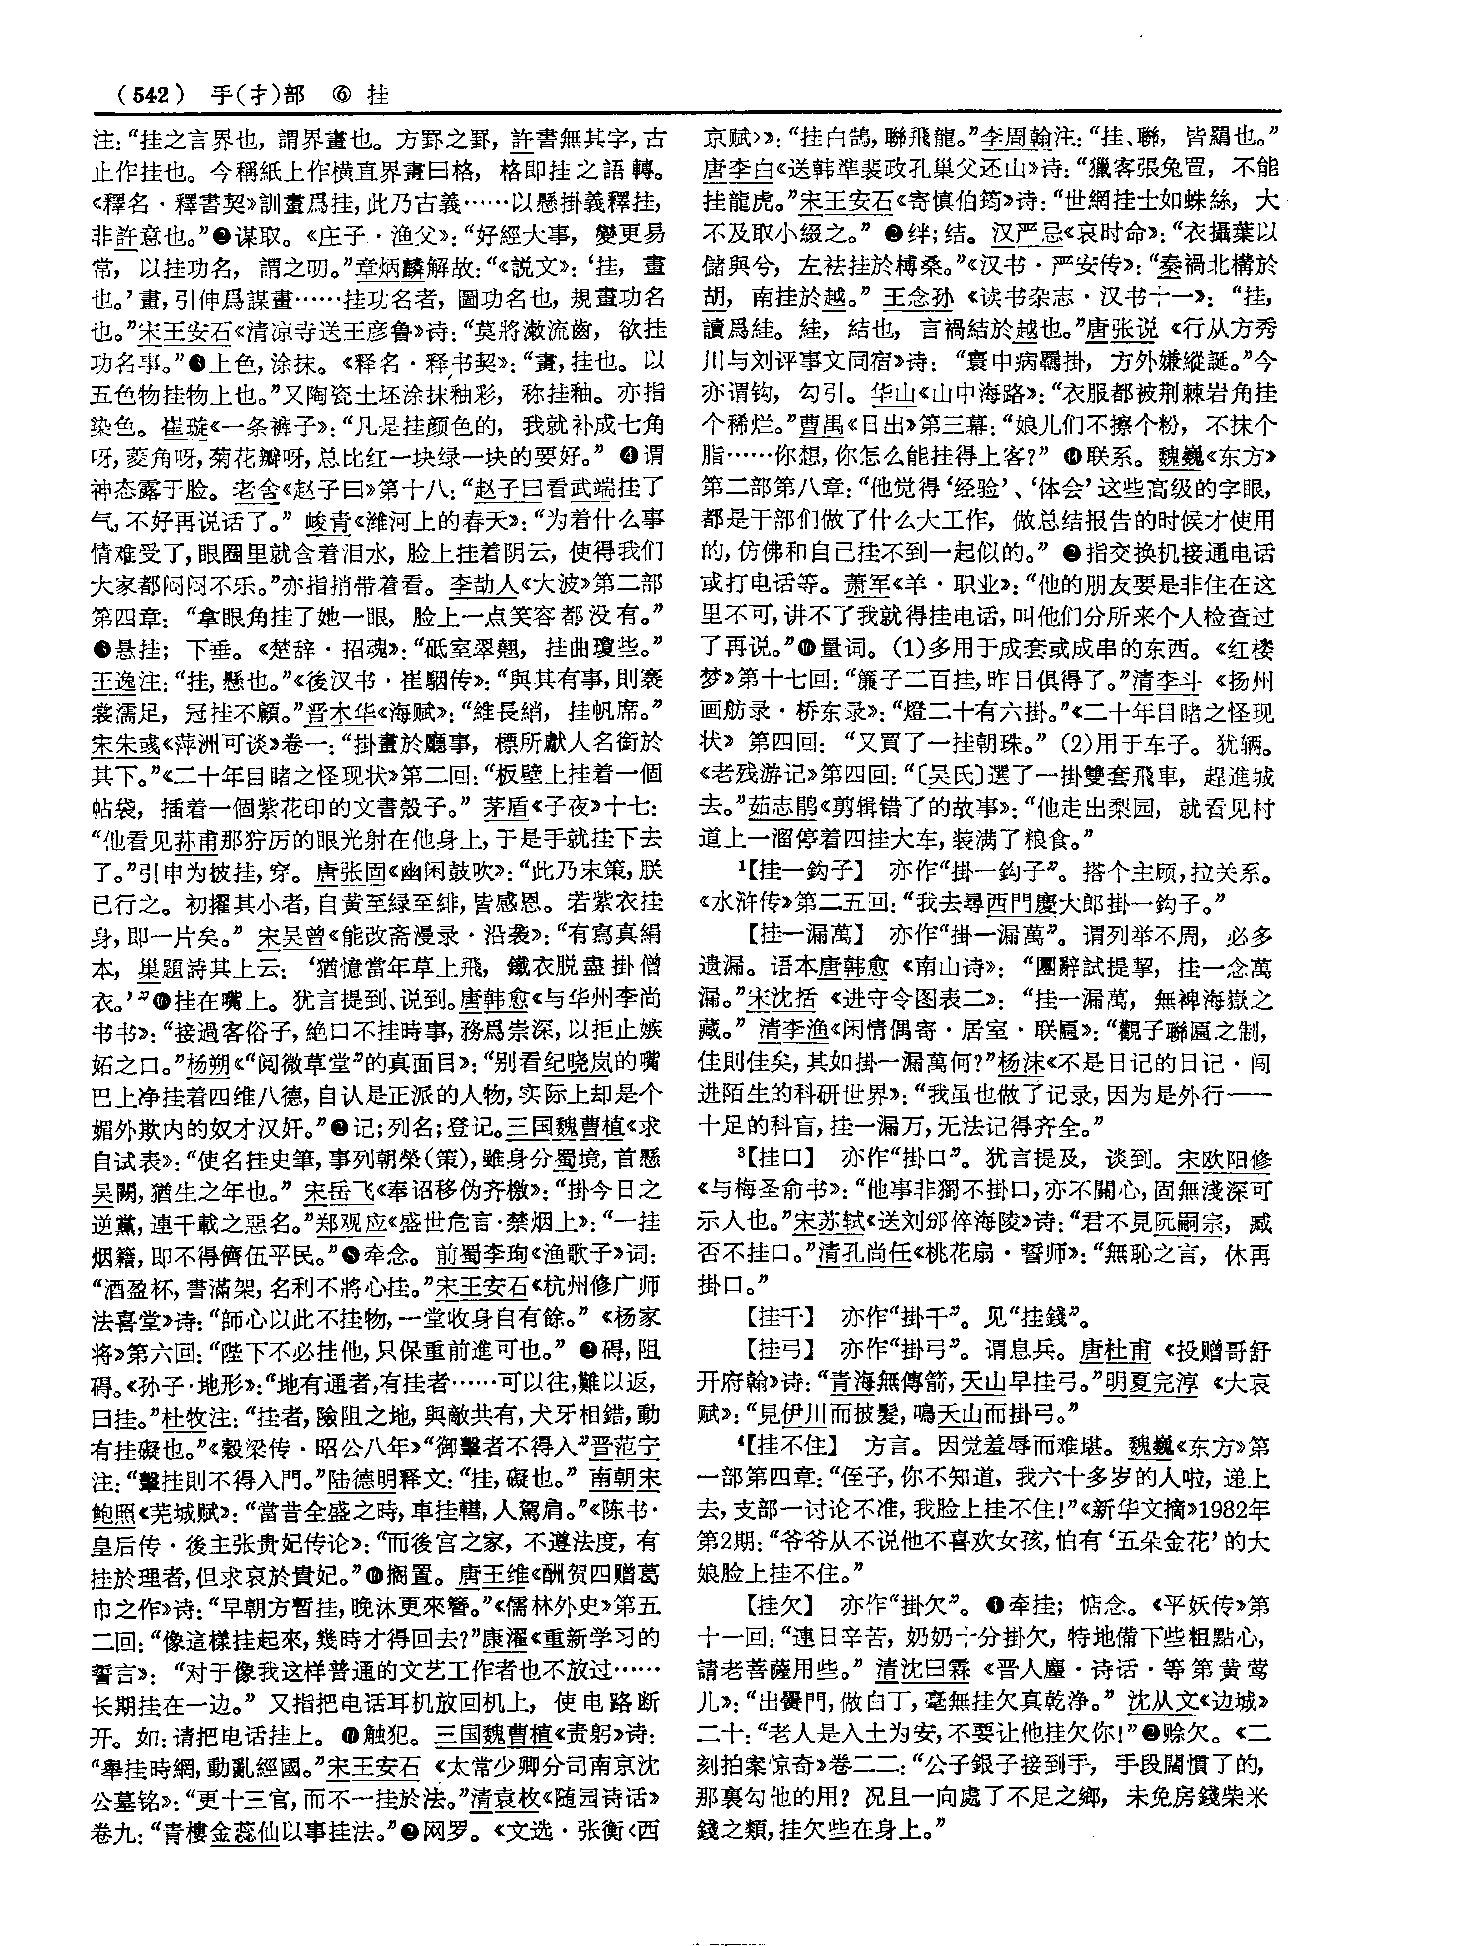 (542) 手(扌)部 ⑥ 挂
注：“挂之言界也，謂界畫也。方罫之罫，許書無其字，古
止作挂也。今稱紙上作橫直界畫曰格，格即挂之語轉。
《釋名·釋書契》訓畫爲挂，此乃古義……以懸掛義釋挂，
非許意也。”❷谋取。《庄子·渔父》：“好經大事，變更易
常，以挂功名，謂之叨。”章炳麟解故：“《説文》：‘挂，畫
也。’畫，引伸爲謀畫……挂功名者，圖功名也，規畫功名
也。”宋王安石《清凉寺送王彦鲁》诗：“莫將漱流齒，欲挂
功名事。”❸上色，涂抹。《释名·释书契》：“畫，挂也。以
五色物挂物上也。”又陶瓷土坯涂抹釉彩，称挂釉。亦指
染色。崔璇《一条裤子》：“凡是挂颜色的，我就补成七角
呀，菱角呀，菊花瓣呀，总比红一块绿一块的要好。” ❹谓
神态露于脸。老舍《赵子曰》第十八：“赵子曰看武端挂了
气，不好再说话了。” 峻青《潍河上的春天》：“为着什么事
情难受了，眼圈里就含着泪水，脸上挂着阴云，使得我们
大家都闷闷不乐。”亦指捎带着看。李劼人《大波》第二部
第四章：“拿眼角挂了她一眼，脸上一点笑容都没有。”
悬挂；下垂。《楚辞·招魂》：“砥室翠翹，挂曲瓊些。”
王逸注：“挂，懸也。”《後汉书·崔駰传》：“與其有事，則褰
裳濡足，冠挂不顧。”晋木华《海赋》：“維長綃，挂帆席。”
宋朱彧《萍洲可谈》卷一：“掛畫於廳事，標所獻人名銜於
其下。”《二十年目睹之怪现状》第二回：“板壁上挂着一個
帖袋，插着一個紫花印的文書殼子。” 茅盾《子夜》十七：
“他看见荪甫那狞厉的眼光射在他身上，于是手就挂下去
了。”引申为披挂，穿。唐张固《幽闲鼓吹》：“此乃末策，朕
已行之。初擢其小者，自黄至緑至緋，皆感恩。若紫衣挂
身，即一片矣。” 宋吴曾《能改斋漫录·沿袭》：“有寫真絹
本，巢題詩其上云：‘猶憶當年草上飛，鐵衣脱盡掛僧
衣。’”挂在嘴上。犹言提到、说到。唐韩愈《与华州李尚
书书》：“接過客俗子，絶口不挂時事，務爲崇深，以拒止嫉
妬之口。”杨朔《“阅微草堂”的真面目》：“别看纪晓岚的嘴
巴上净挂着四维八德，自认是正派的人物，实际上却是个
媚外欺内的奴才汉奸。”记；列名；登记。三国魏曹植《求
自试表》：“使名挂史筆，事列朝榮(策)，雖身分蜀境，首懸
吴闕，猶生之年也。” 宋岳飞《奉诏移伪齐檄》：“掛今日之
逆黨，連千載之惡名。”郑观应《盛世危言·禁烟上》：“一挂
烟籍，即不得儕伍平民。”牵念。前蜀李珣《渔歌子》词：
“酒盈杯，書滿架，名利不將心挂。”宋王安石《杭州修广师
法喜堂》诗：“師心以此不挂物，一堂收身自有餘。” 《杨家
将》第六回：“陛下不必挂他，只保重前進可也。” 碍，阻
碍。《孙子·地形》：“地有通者，有挂者……可以往，難以返，
曰挂。”杜牧注：“挂者，險阻之地，與敵共有，犬牙相錯，動
有挂礙也。”《穀梁传·昭公八年》“御轚者不得入”晋范宁
注：“轚挂則不得入門。”陆德明释文：“挂，礙也。” 南朝宋
鲍照《芜城赋》：“當昔全盛之時，車挂轊，人駕肩。”《陈书·
皇后传·後主张贵妃传论》：“而後宫之家，不遵法度，有
挂於理者，但求哀於貴妃。”搁置。唐王维《酬贺四赠葛
巾之作》诗：“早朝方暫挂，晚沐更來簪。”《儒林外史》第五
二回：“像這樣挂起來，幾時才得回去？”康濯《重新学习的
誓言》：“对于像我这样普通的文艺工作者也不放过……
长期挂在一边。” 又指把电话耳机放回机上，使电路断
开。如：请把电话挂上。触犯。三国魏曹植《责躬》诗：
“舉挂時網，動亂經國。”宋王安石《太常少卿分司南京沈
公墓铭》：“更十三官，而不一挂於法。”清袁枚《随园诗话》
卷九：“青樓金蕊仙以事挂法。”网罗。《文选·张衡〈西
京赋〉》：“挂白鹄，聯飛龍。”李周翰注：“挂、聯，皆羂也。”
唐李白《送韩準裴政孔巢父还山》诗：“獵客張兔罝，不能
挂龍虎。”宋王安石《寄慎伯筠》诗：“世網挂士如蛛絲，大
不及取小綴之。” 绊；结。汉严忌《哀时命》：“衣攝葉以
儲與兮，左袪挂於榑桑。”《汉书·严安传》：“秦禍北構於
胡，南挂於越。” 王念孙《读书杂志·汉书十一》：“挂，
讀爲絓。絓，結也，言禍結於越也。”唐张说《行从方秀
川与刘评事文同宿》诗：“寰中病羈掛，方外嫌縱誕。”今
亦谓钩，勾引。华山《山中海路》：“衣服都被荆棘岩角挂
个稀烂。”曹禺《日出》第三幕：“娘儿们不擦个粉，不抹个
脂……你想，你怎么能挂得上客？” 联系。魏巍《东方》
第二部第八章：“他觉得‘经验’、‘体会’这些高级的字眼，
都是干部们做了什么大工作，做总结报告的时候才使用
的，仿佛和自己挂不到一起似的。” 指交换机接通电话
或打电话等。萧军《羊·职业》：“他的朋友要是非住在这
里不可，讲不了我就得挂电话，叫他们分所来个人检查过
了再说。”量词。(1)多用于成套或成串的东西。《红楼
梦》第十七回：“簾子二百挂，昨日俱得了。”清李斗《扬州
画舫录·桥东录》：“燈二十有六掛。”《二十年目睹之怪现
状》第四回：“又買了一挂朝珠。” (2)用于车子。犹辆。
《老残游记》第四回：“〔吴氏〕選了一掛雙套飛車，趕進城
去。”茹志鹃《剪辑错了的故事》：“他走出梨园，就看见村
道上一溜停着四挂大车，装满了粮食。”
¹【挂一鈎子】 亦作“掛一鈎子”。搭个主顾，拉关系。
《水浒传》第二五回：“我去尋西門慶大郎掛一鈎子。”
【挂一漏萬】 亦作“掛一漏萬”。谓列举不周，必多
遗漏。语本唐韩愈《南山诗》：“團辭試提挈，挂一念萬
漏。”宋沈括《进守令图表二》：“挂一漏萬，無裨海嶽之
藏。” 清李渔《闲情偶寄·居室·联匾》：“觀予聯匾之制，
佳則佳矣，其如掛一漏萬何？”杨沫《不是日记的日记·闯
进陌生的科研世界》：“我虽也做了记录，因为是外行——
十足的科盲，挂一漏万，无法记得齐全。”
³【挂口】 亦作“掛口”。犹言提及，谈到。宋欧阳修
《与梅圣俞书》：“他事非獨不掛口，亦不關心，固無淺深可
示人也。”宋苏轼《送刘邠倅海陵》诗：“君不見阮嗣宗，臧
否不挂口。”清孔尚任《桃花扇·誓师》：“無恥之言，休再
掛口。”
【挂千】 亦作“掛千”。见“挂錢”。
【挂弓】 亦作“掛弓”。谓息兵。唐杜甫《投赠哥舒
开府翰》诗：“青海無傳箭，天山早挂弓。”明夏完淳《大哀
赋》：“見伊川而披髮，鳴天山而掛弓。”
⁴【挂不住】 方言。因觉羞辱而难堪。魏巍《东方》第
一部第四章：“侄子，你不知道，我六十多岁的人啦，递上
去，支部一讨论不准，我脸上挂不住！”《新华文摘》1982年
第2期：“爷爷从不说他不喜欢女孩，怕有‘五朵金花’的大
娘脸上挂不住。”
【挂欠】 亦作“掛欠”。❶牵挂；惦念。《平妖传》第
十一回：“連日辛苦，奶奶十分掛欠，特地備下些粗點心，
請老菩薩用些。” 清沈曰霖《晋人麈·诗话·等第黄莺
儿》：“出黌門，做白丁，毫無挂欠真乾净。” 沈从文《边城》
二十：“老人是入土为安，不要让他挂欠你！”❷赊欠。《二
刻拍案惊奇》卷二二：“公子銀子接到手，手段闊慣了的，
那裏勾他的用？况且一向處了不足之鄉，未免房錢柴米
錢之類，挂欠些在身上。”